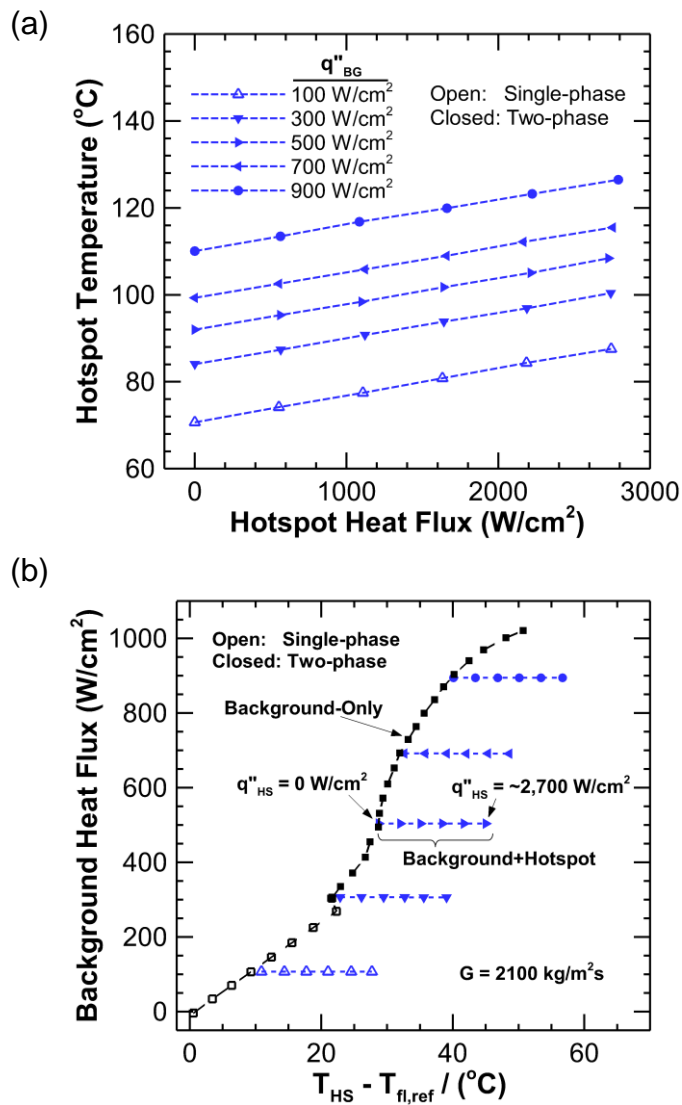 (a)
160
140
120
100
80
60
Hotspot Temperature (°C)
q"BG
100 W/cm²
300 W/cm²
500 W/cm²
700 W/cm²
900 W/cm²
Open: Single-phase
Closed: Two-phase
0 1000 2000 3000
Hotspot Heat Flux (W/cm²)
(b)
1000
800
600
400
200
0
Background Heat Flux (W/cm²)
Open: Single-phase
Closed: Two-phase
Background-Only
q"HS = 0 W/cm²
q"HS = ~2,700 W/cm²
Background+Hotspot
G = 2100 kg/m²s
0 20 40 60
THS - Tfl,ref / (°C)